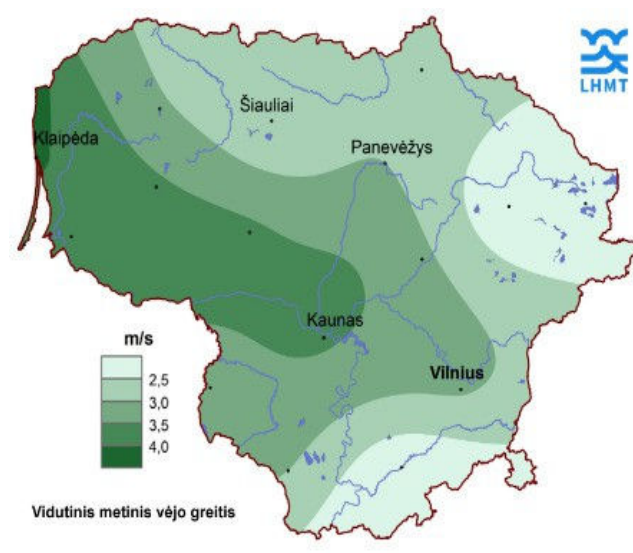 LHMT
Šiauliai
Klaipėda
Panevėžys
Kaunas
m/s
Vilnius
2,5
3,0
3,5
4,0
Vidutinis metinis vėjo greitis